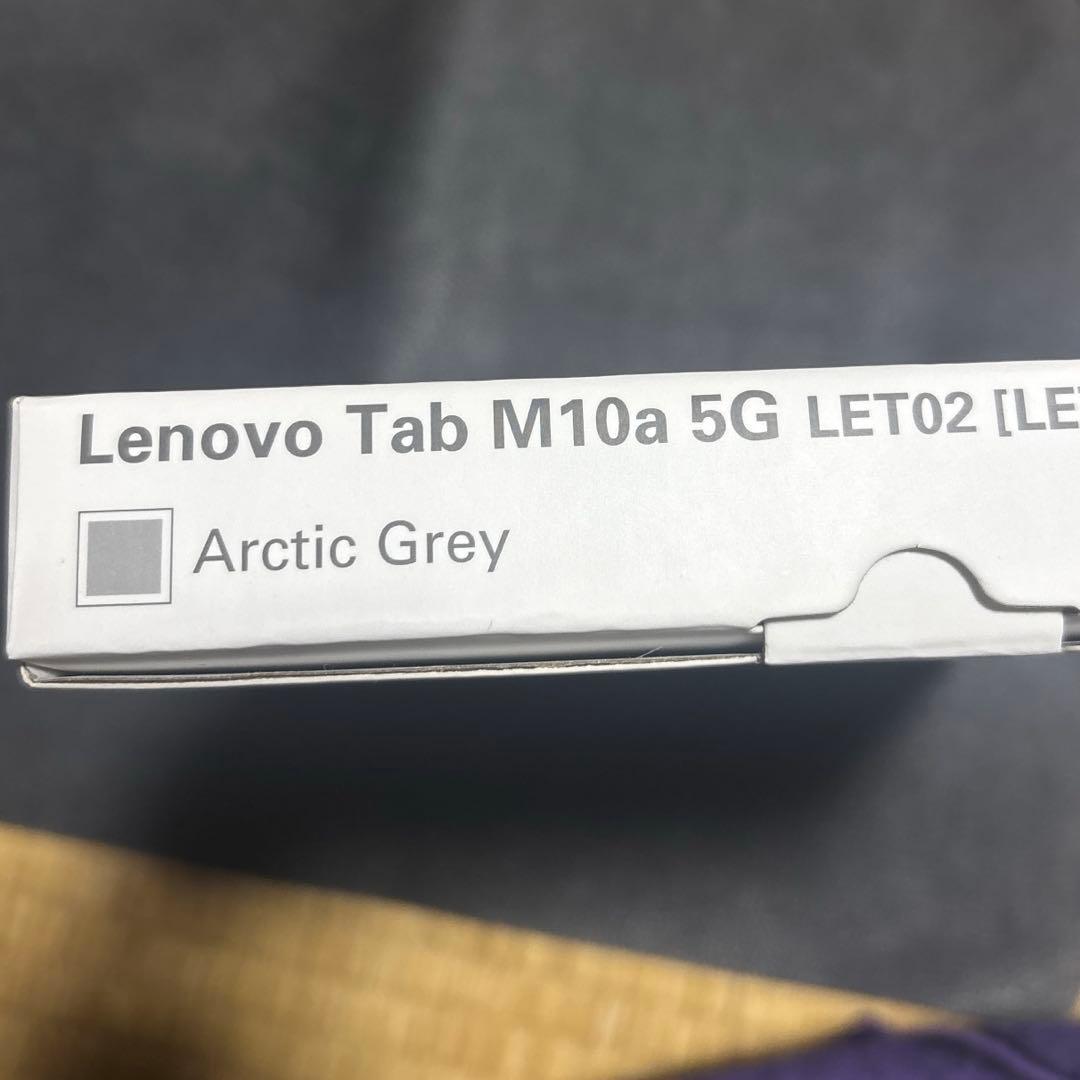 Lenovo Tab M10a 5G LET02 [LE
Arctic Grey